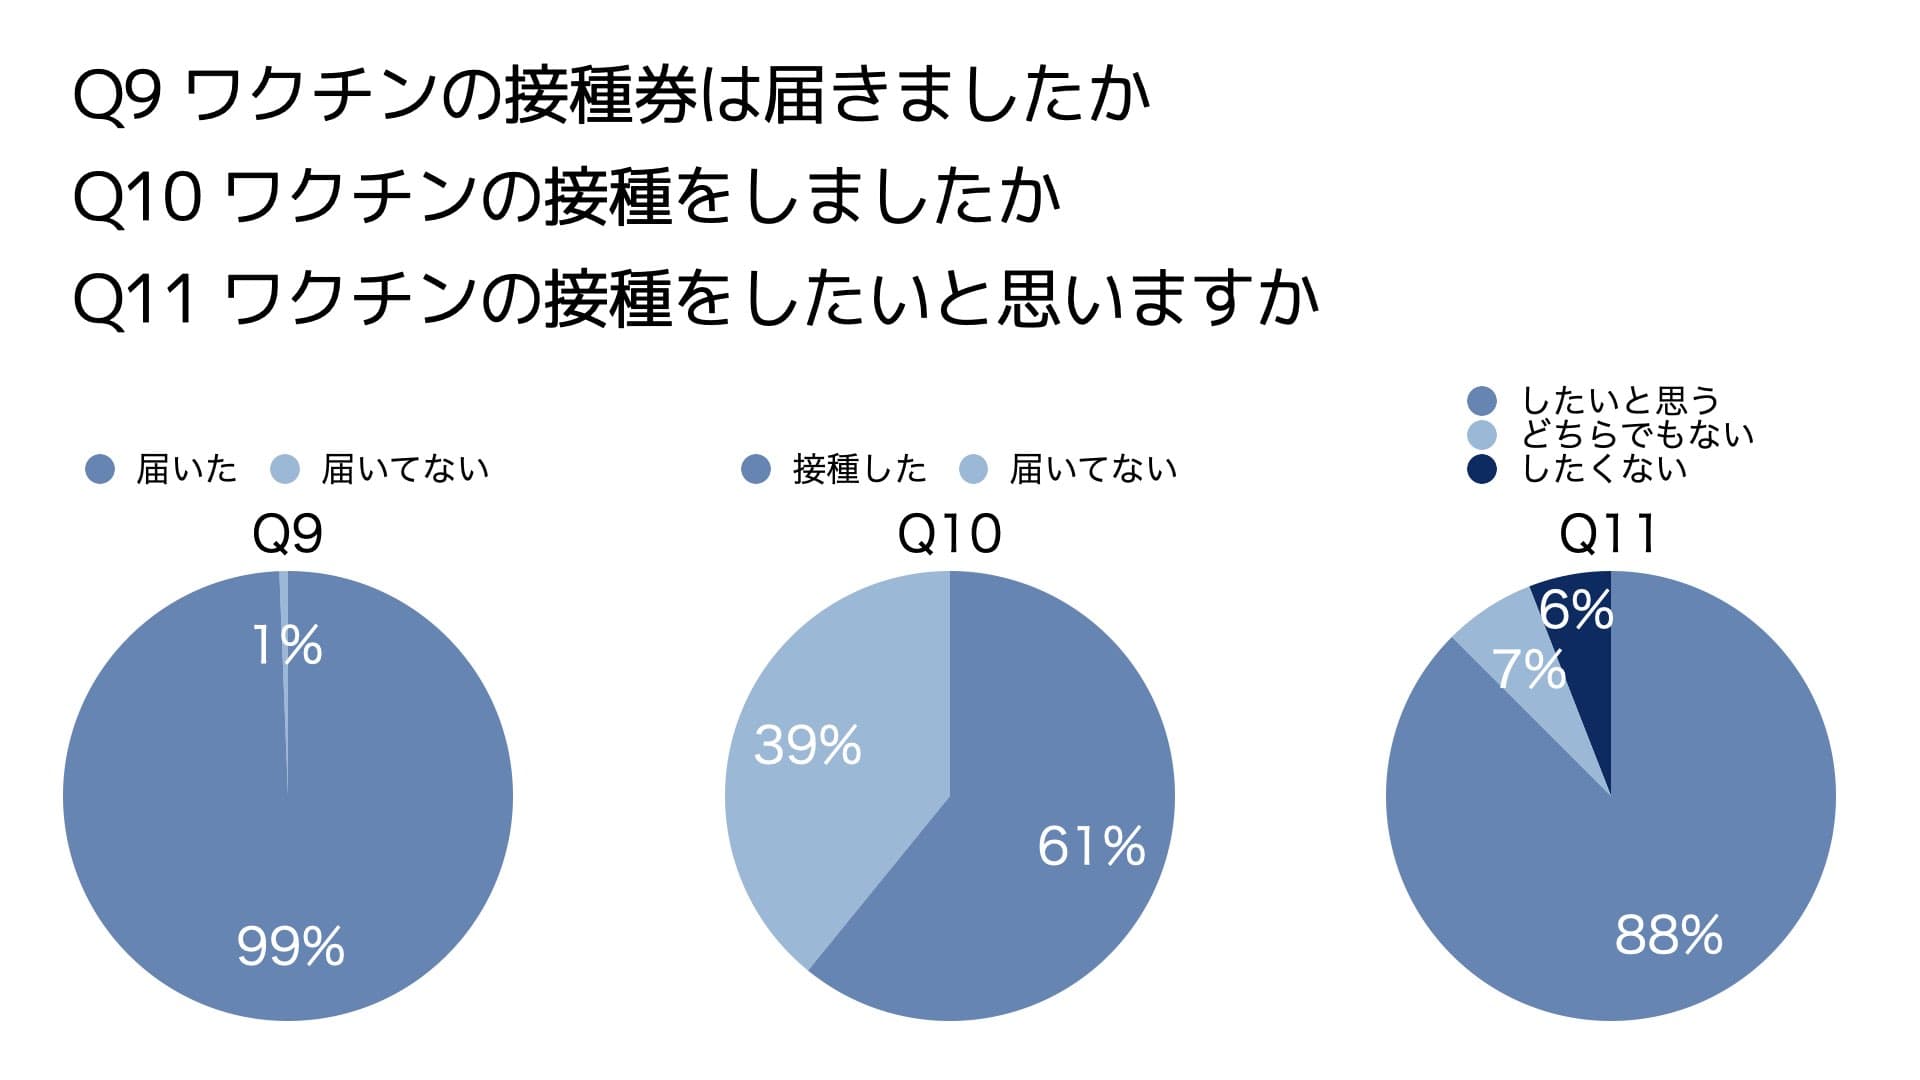 Q9 ワクチンの接種券は届きましたか
Q10 ワクチンの接種をしましたか
Q11 ワクチンの接種をしたいと思いますか
届いた 届いてない
Q9
1%
99%
接種した 届いてない
Q10
39%
61%
したいと思う
どちらでもない
したくない
Q11
6%
7%
88%